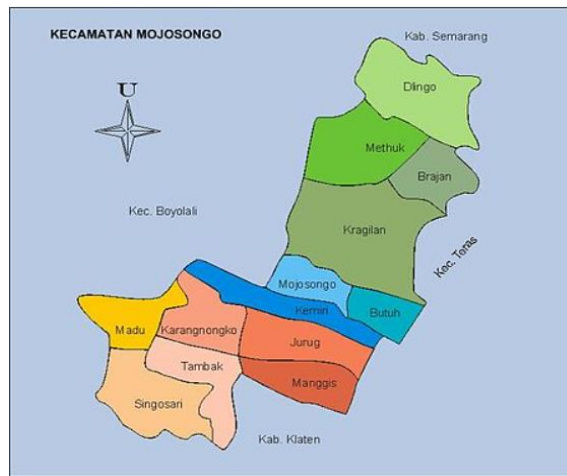 KECAMATAN MOJOSONGO
Kab. Semarang
Dlingo
U
Methuk
Brajan
Kec. Boyolali
Kragilan
Kec. Teras
Mojosongo
Kemiri
Butuh
Madu
Karangnongko
Jurug
Tambak
Manggis
Singosari
Kab. Klaten